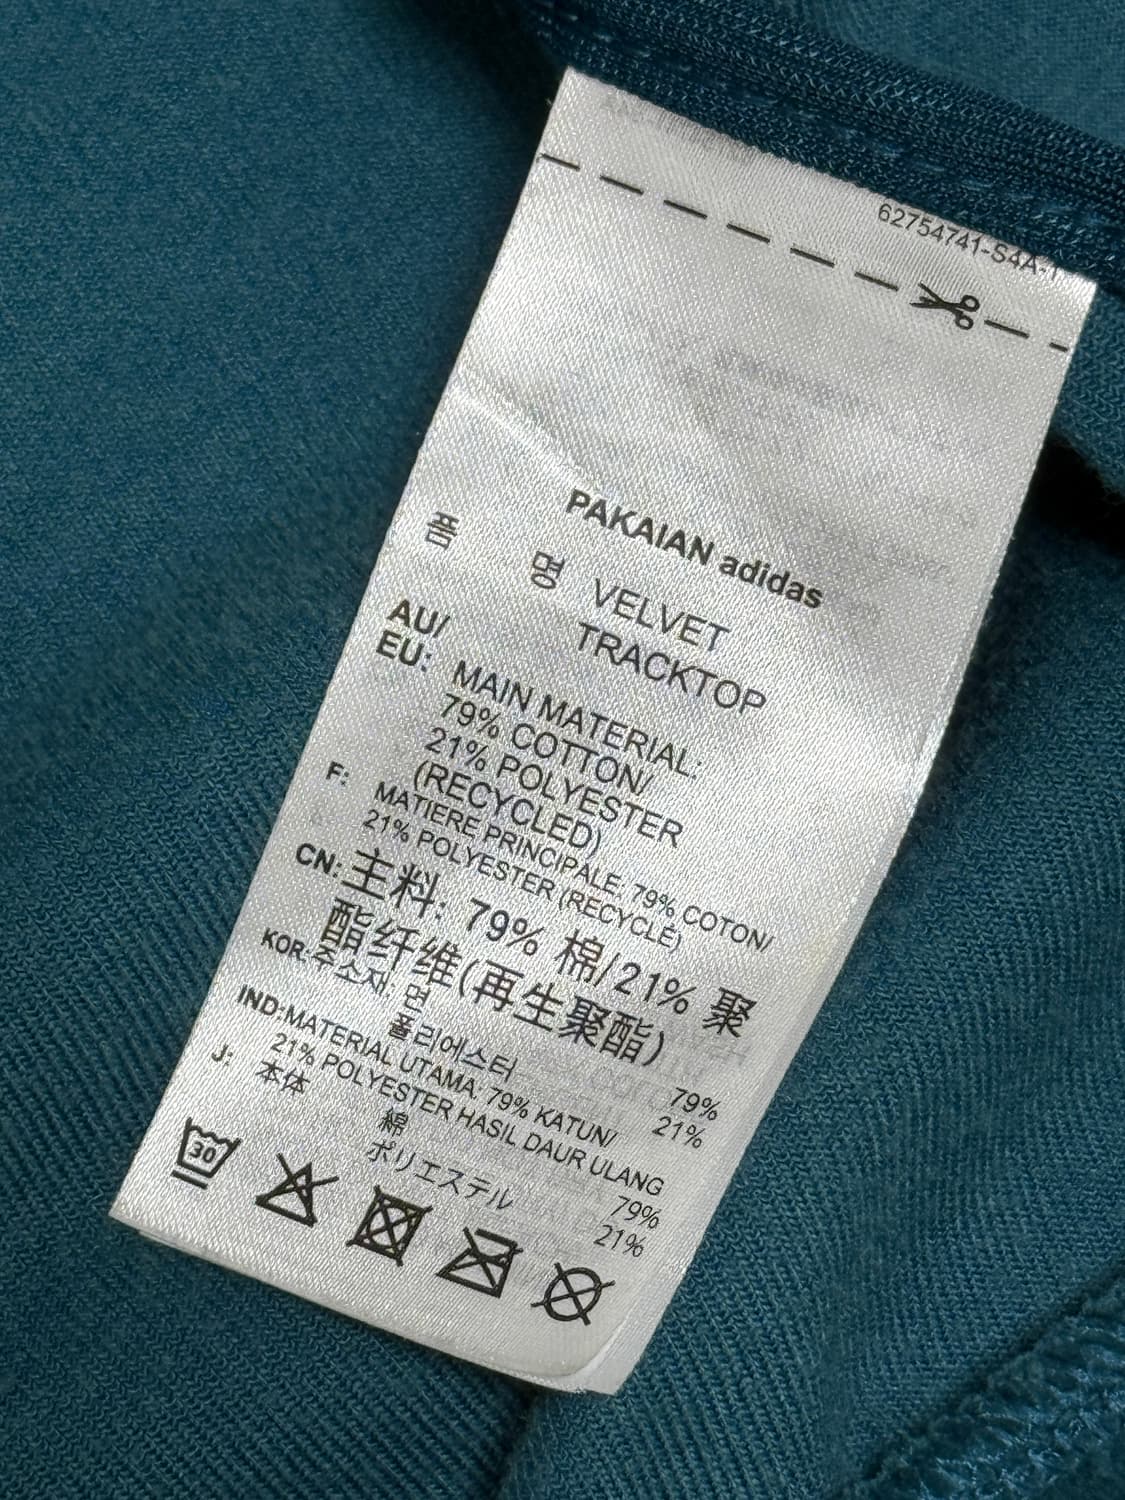 62754741-S4A-1
PAKAIAN adidas
품 명 VELVET
TRACKTOP
AU/
EU: MAIN MATERIAL:
79% COTTON/
21% POLYESTER
(RECYCLED)
F: MATIERE PRINCIPALE: 79% COTON/
21% POLYESTER (RECYCLÉ)
CN: 主料: 79% 棉/21% 聚
酯纤维(再生聚酯)
KOR: 주소재: 면 79%
폴리에스터 21%
IND: MATERIAL UTAMA: 79% KATUN/
21% POLYESTER HASIL DAUR ULANG
J: 本体 綿 79%
ポリエステル 21%
30